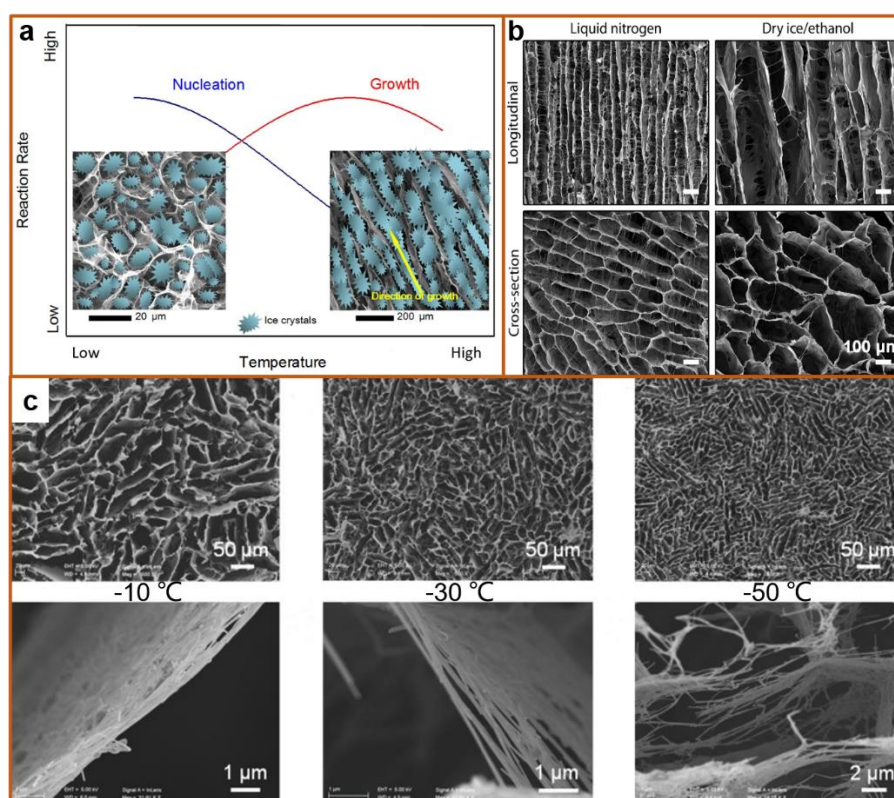 a
High
Nucleation
Growth
Reaction Rate
Direction of growth
20 µm
200 µm
Ice crystals
Low
Low
Temperature
High
b
Liquid nitrogen
Dry ice/ethanol
Longitudinal
Cross-section
100 µm
c
50 µm
50 µm
50 µm
-10 ℃
-30 ℃
-50 ℃
1 µm
1 µm
2 µm